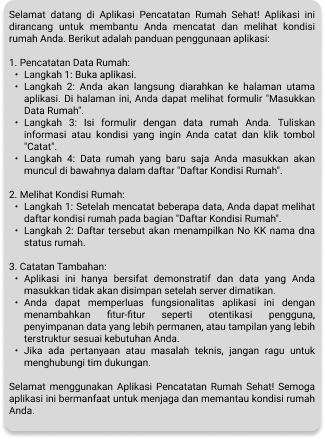 Selamat datang di Aplikasi Pencatatan Rumah Sehat! Aplikasi ini
dirancang untuk membantu Anda mencatat dan melihat kondisi
rumah Anda. Berikut adalah panduan penggunaan aplikasi:
1. Pencatatan Data Rumah:
• Langkah 1: Buka aplikasi.
• Langkah 2: Anda akan langsung diarahkan ke halaman utama
aplikasi. Di halaman ini, Anda dapat melihat formulir "Masukkan
Data Rumah".
• Langkah 3: Isi formulir dengan data rumah Anda. Tuliskan
informasi atau kondisi yang ingin Anda catat dan klik tombol
"Catat".
• Langkah 4: Data rumah yang baru saja Anda masukkan akan
muncul di bawahnya dalam daftar "Daftar Kondisi Rumah".
2. Melihat Kondisi Rumah:
• Langkah 1: Setelah mencatat beberapa data, Anda dapat melihat
daftar kondisi rumah pada bagian "Daftar Kondisi Rumah".
• Langkah 2: Daftar tersebut akan menampilkan No KK nama dna
status rumah.
3. Catatan Tambahan:
• Aplikasi ini hanya bersifat demonstratif dan data yang Anda
masukkan tidak akan disimpan setelah server dimatikan.
• Anda dapat memperluas fungsionalitas aplikasi ini dengan
menambahkan fitur-fitur seperti otentikasi pengguna,
penyimpanan data yang lebih permanen, atau tampilan yang lebih
terstruktur sesuai kebutuhan Anda.
• Jika ada pertanyaan atau masalah teknis, jangan ragu untuk
menghubungi tim dukungan.
Selamat menggunakan Aplikasi Pencatatan Rumah Sehat! Semoga
aplikasi ini bermanfaat untuk menjaga dan memantau kondisi rumah
Anda.